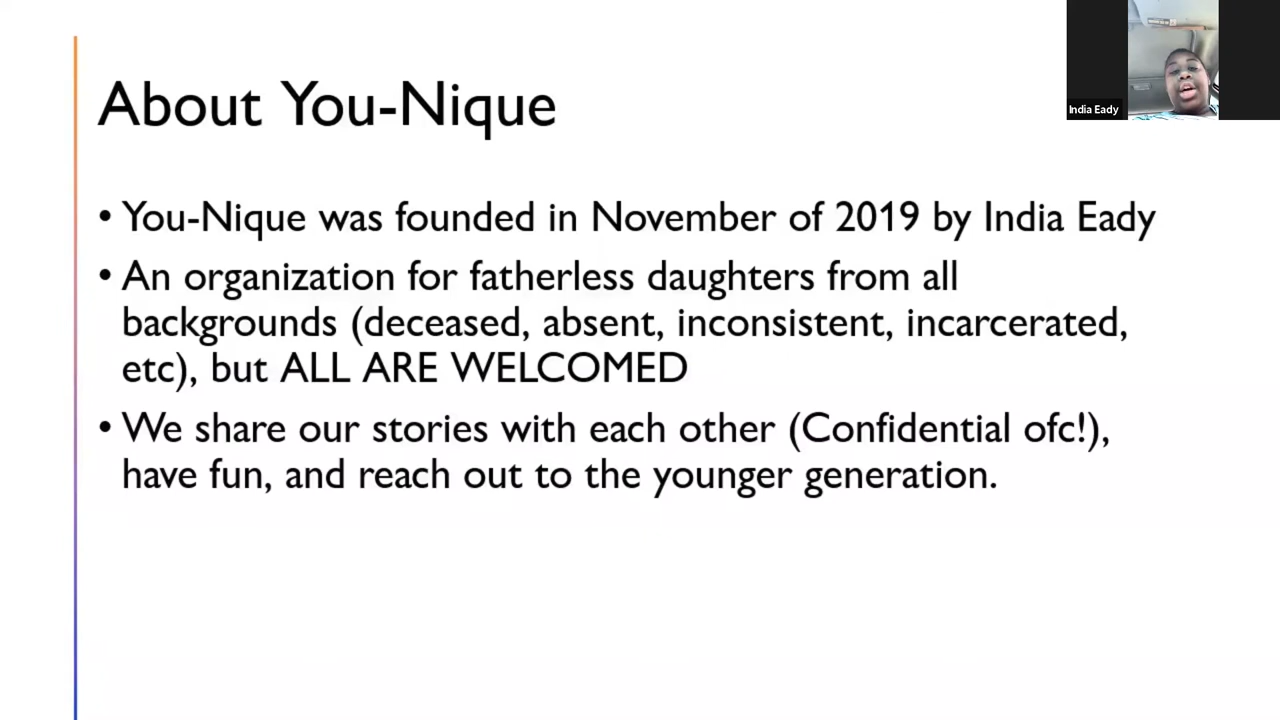 About You-Nique
India Eady
• You-Nique was founded in November of 2019 by India Eady
• An organization for fatherless daughters from all
backgrounds (deceased, absent, inconsistent, incarcerated,
etc), but ALL ARE WELCOMED
• We share our stories with each other (Confidential ofc!),
have fun, and reach out to the younger generation.